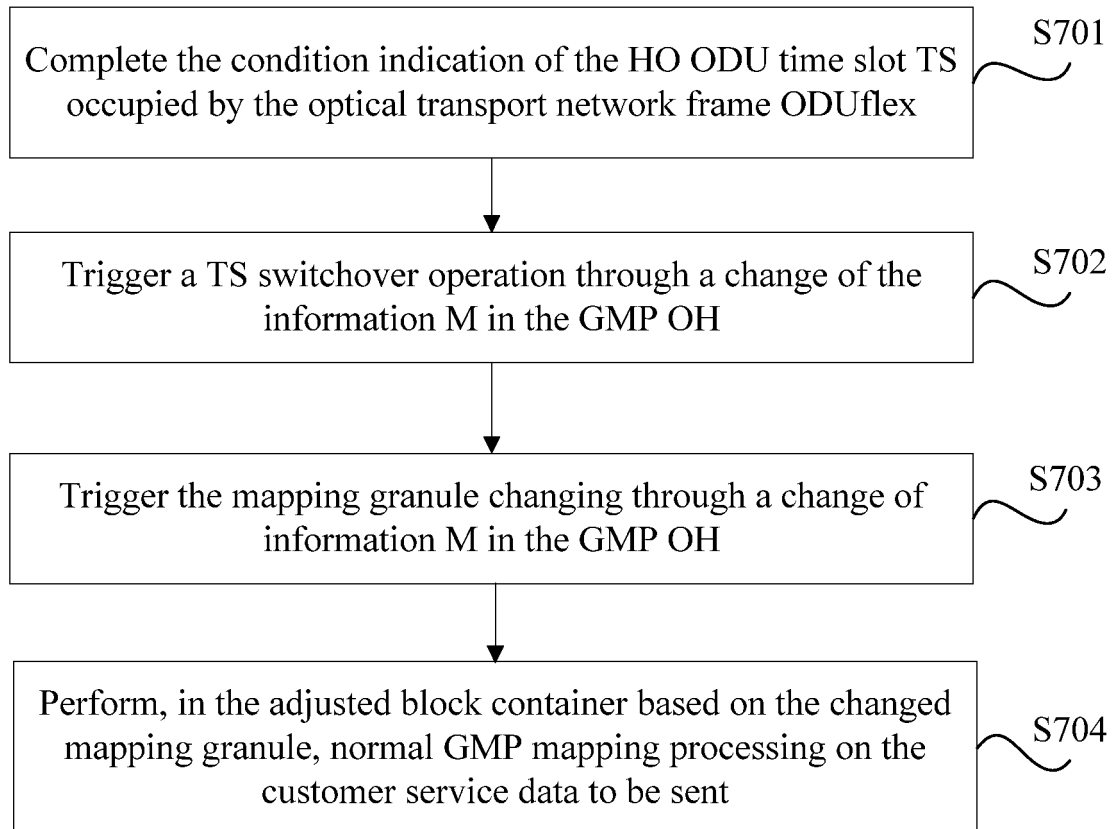 S701
Complete the condition indication of the HO ODU time slot TS
occupied by the optical transport network frame ODUflex
S702
Trigger a TS switchover operation through a change of the
information M in the GMP OH
S703
Trigger the mapping granule changing through a change of
information M in the GMP OH
S704
Perform, in the adjusted block container based on the changed
mapping granule, normal GMP mapping processing on the
customer service data to be sent